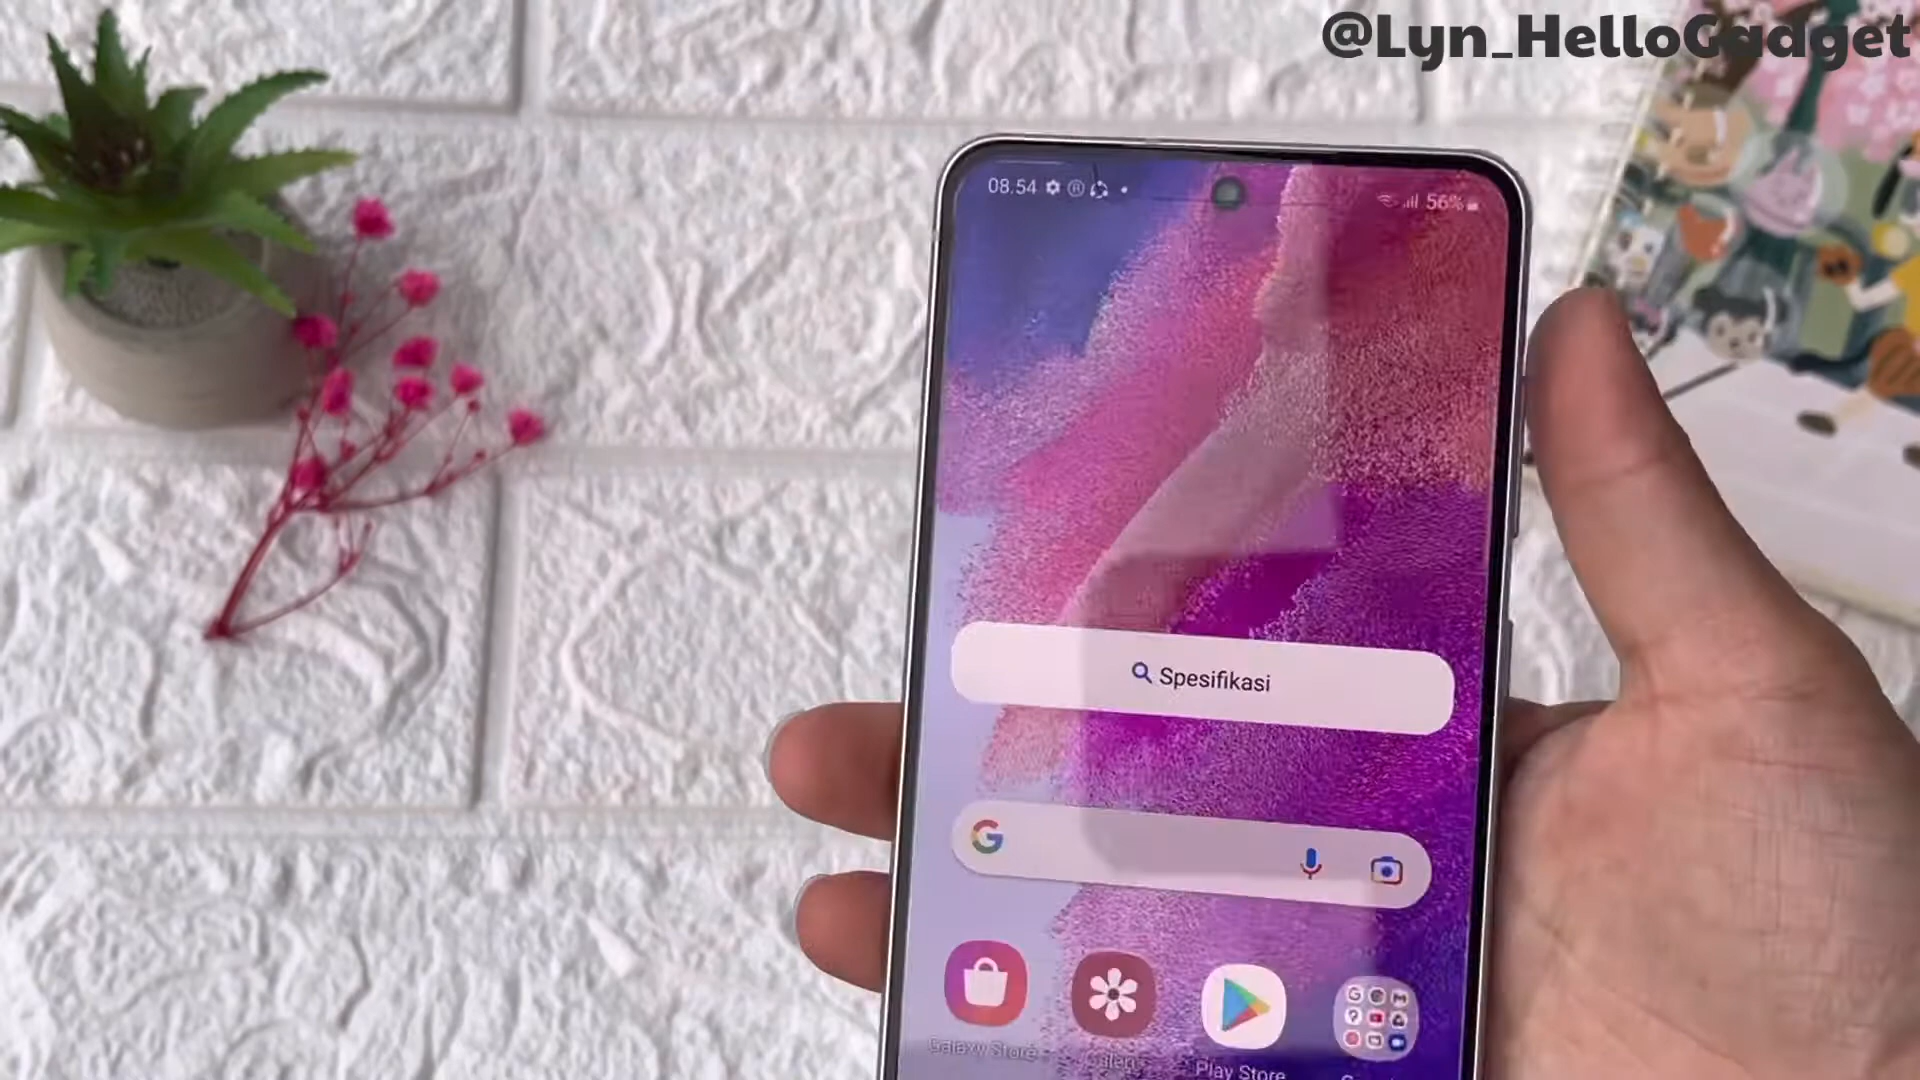 @Lyn_HelloGadget
08.54
56%
Spesifikasi
Galaxy Store
Play Store